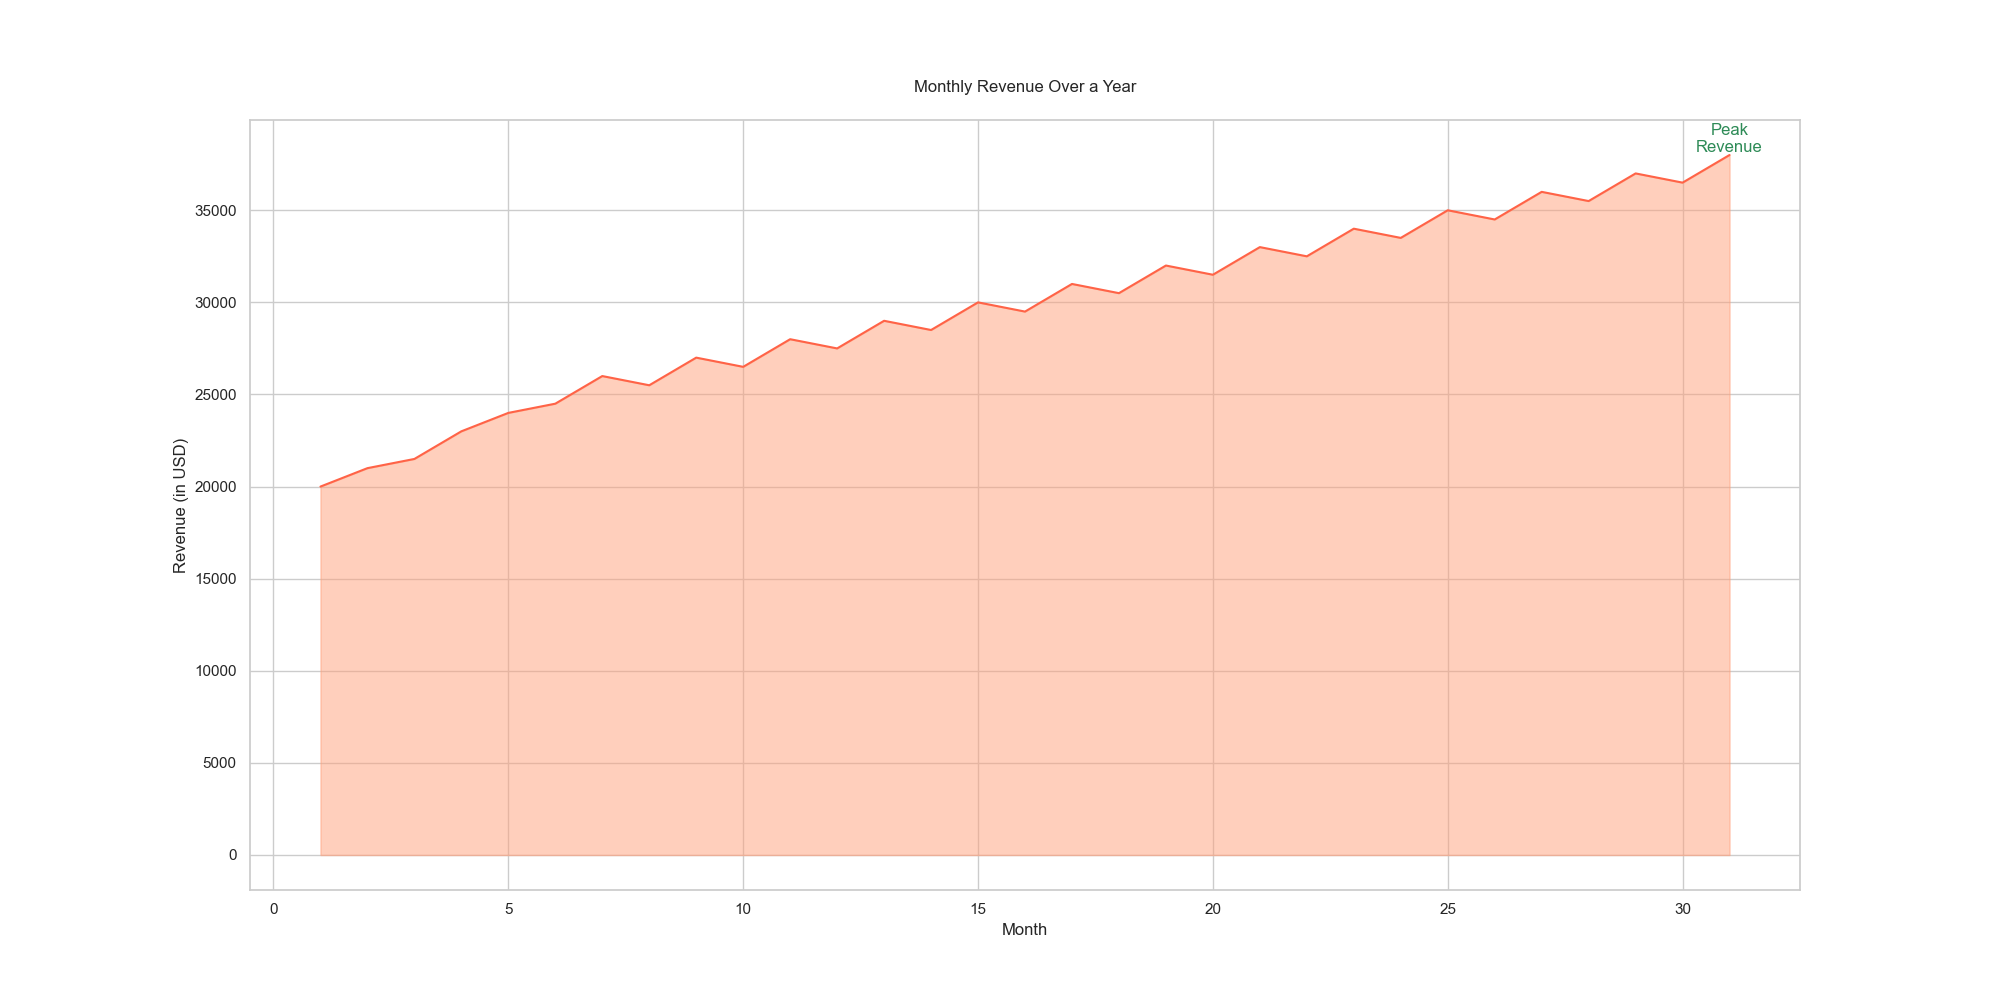 Monthly Revenue Over a Year
Peak
Revenue
35000
30000
25000
20000
15000
10000
5000
0
Revenue (in USD)
0 5 10 15 20 25 30
Month